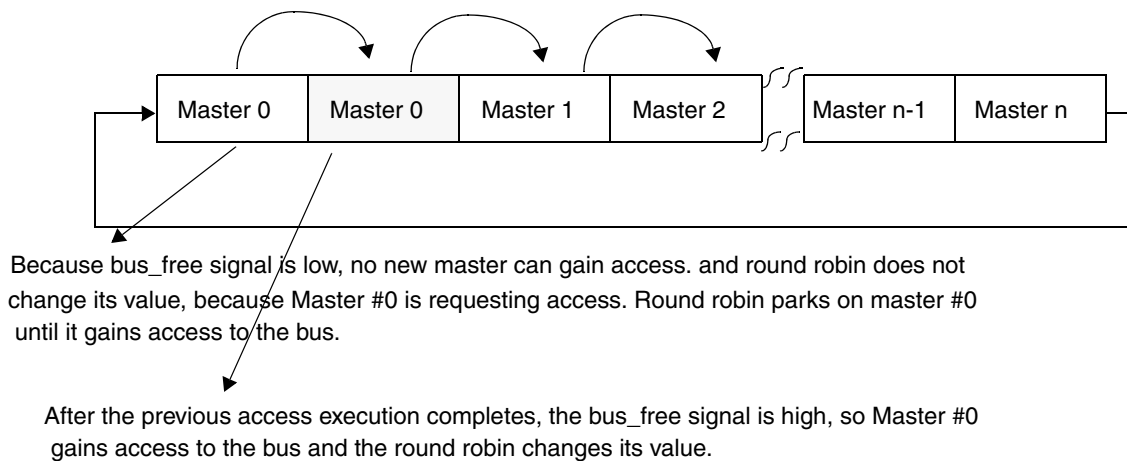 Master 0 Master 0 Master 1 Master 2 Master n-1 Master n
Because bus_free signal is low, no new master can gain access. and round robin does not
change its value, because Master #0 is requesting access. Round robin parks on master #0
until it gains access to the bus.
After the previous access execution completes, the bus_free signal is high, so Master #0
gains access to the bus and the round robin changes its value.